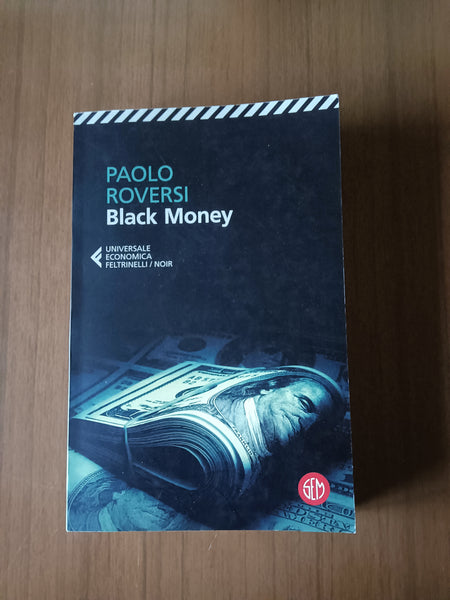 PAOLO
ROVERSI
Black Money
UNIVERSALE
ECONOMICA
FELTRINELLI / NOIR
SEM